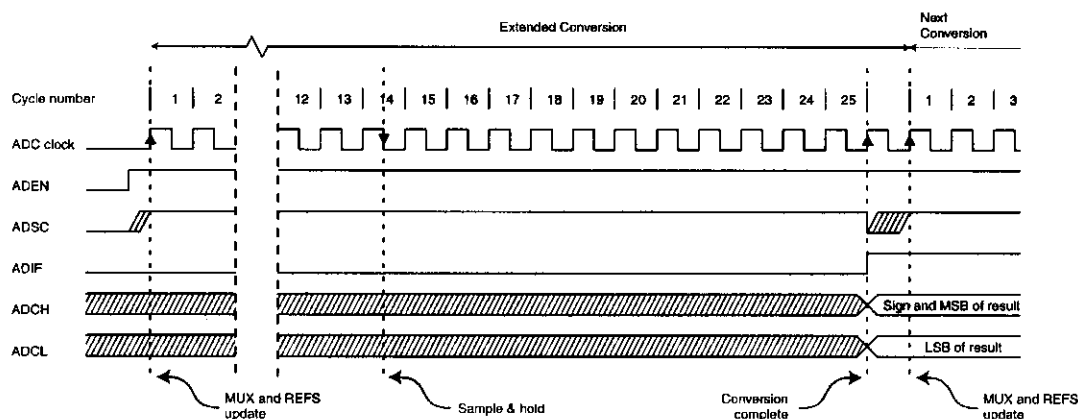 Extended Conversion
Next
Conversion
Cycle number 1 2 12 13 14 15 16 17 18 19 20 21 22 23 24 25 1 2 3
ADC clock
ADEN
ADSC
ADIF
ADCH
Sign and MSB of result
ADCL
LSB of result
MUX and REFS
update
Sample & hold
Conversion
complete
MUX and REFS
update